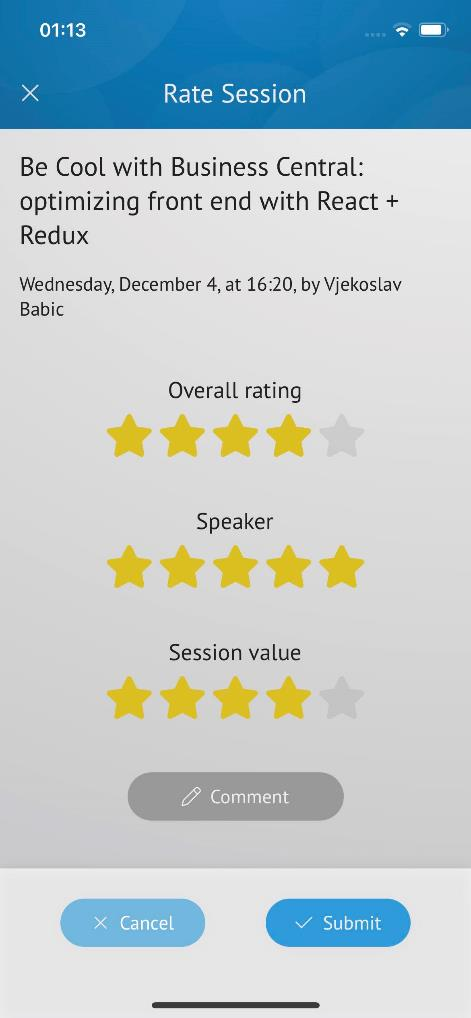 01:13
Rate Session
Be Cool with Business Central:
optimizing front end with React +
Redux
Wednesday, December 4, at 16:20, by Vjekoslav
Babic
Overall rating
Speaker
Session value
Comment
Cancel
Submit